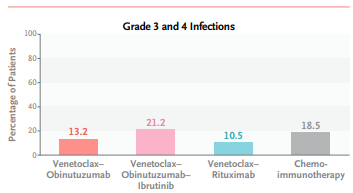 Grade 3 and 4 Infections
Percentage of Patients
100
80
60
40
20
0
13.2
21.2
10.5
18.5
Venetoclax–
Obinutuzumab
Venetoclax–
Obinutuzumab–
Ibrutinib
Venetoclax–
Rituximab
Chemo-
immunotherapy